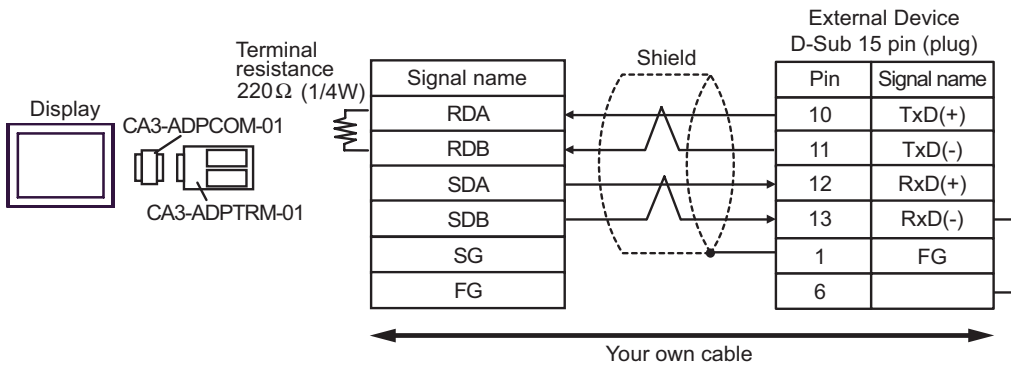 External Device
D-Sub 15 pin (plug)
Terminal
resistance
220Ω (1/4W)
Shield
Display
CA3-ADPCOM-01
CA3-ADPTRM-01
Signal name
RDA
RDB
SDA
SDB
SG
FG
Pin Signal name
10 TxD(+)
11 TxD(-)
12 RxD(+)
13 RxD(-)
1 FG
6
Your own cable